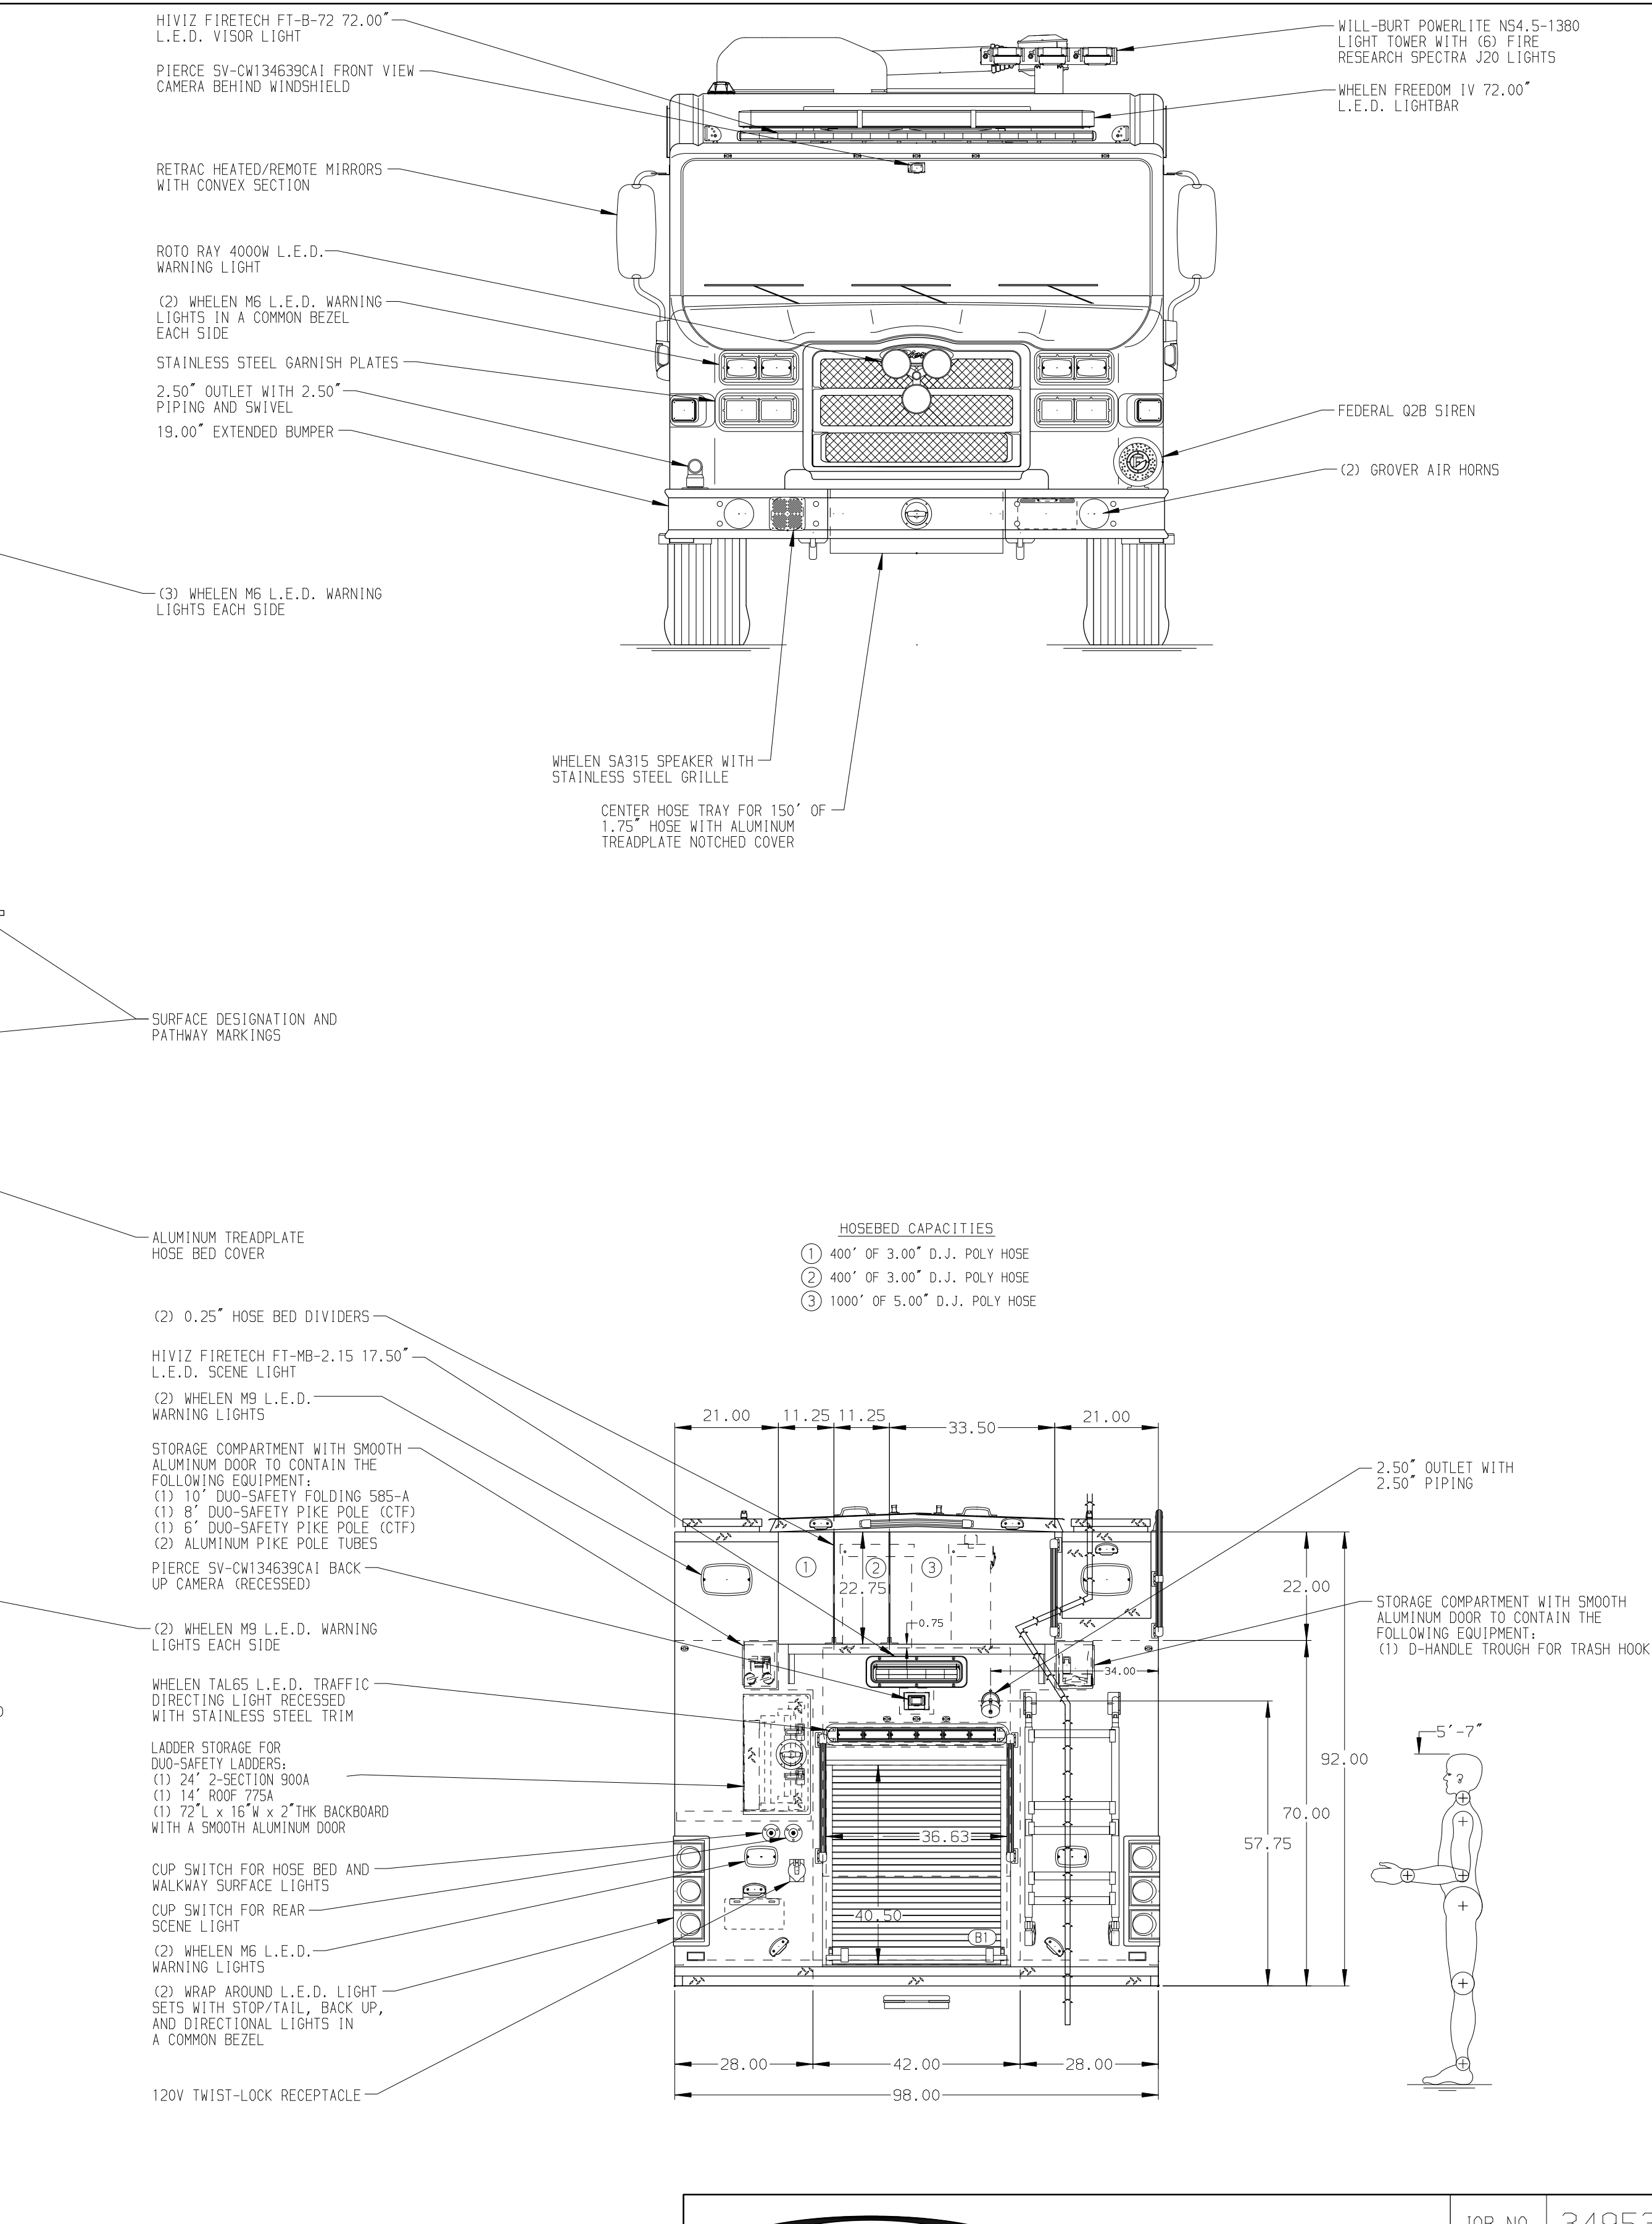 HIVIZ FIRETECH FT-B-72 72.00"
L.E.D. VISOR LIGHT
PIERCE SV-CW134639CAI FRONT VIEW
CAMERA BEHIND WINDSHIELD
RETRAC HEATED/REMOTE MIRRORS
WITH CONVEX SECTION
ROTO RAY 4000W L.E.D.
WARNING LIGHT
(2) WHELEN M6 L.E.D. WARNING
LIGHTS IN A COMMON BEZEL
EACH SIDE
STAINLESS STEEL GARNISH PLATES
2.50" OUTLET WITH 2.50"
PIPING AND SWIVEL
19.00" EXTENDED BUMPER
(3) WHELEN M6 L.E.D. WARNING
LIGHTS EACH SIDE
WILL-BURT POWERLITE NS4.5-1380
LIGHT TOWER WITH (6) FIRE
RESEARCH SPECTRA J20 LIGHTS
WHELEN FREEDOM IV 72.00"
L.E.D. LIGHTBAR
FEDERAL Q2B SIREN
(2) GROVER AIR HORNS
WHELEN SA315 SPEAKER WITH
STAINLESS STEEL GRILLE
CENTER HOSE TRAY FOR 150' OF
1.75" HOSE WITH ALUMINUM
TREADPLATE NOTCHED COVER
SURFACE DESIGNATION AND
PATHWAY MARKINGS
ALUMINUM TREADPLATE
HOSE BED COVER
HOSEBED CAPACITIES
1 400' OF 3.00" D.J. POLY HOSE
2 400' OF 3.00" D.J. POLY HOSE
3 1000' OF 5.00" D.J. POLY HOSE
(2) 0.25" HOSE BED DIVIDERS
HIVIZ FIRETECH FT-MB-2.15 17.50"
L.E.D. SCENE LIGHT
(2) WHELEN M9 L.E.D.
WARNING LIGHTS
STORAGE COMPARTMENT WITH SMOOTH
ALUMINUM DOOR TO CONTAIN THE
FOLLOWING EQUIPMENT:
(1) 10' DUO-SAFETY FOLDING 585-A
(1) 8' DUO-SAFETY PIKE POLE (CTF)
(1) 6' DUO-SAFETY PIKE POLE (CTF)
(2) ALUMINUM PIKE POLE TUBES
PIERCE SV-CW134639CAI BACK
UP CAMERA (RECESSED)
(2) WHELEN M9 L.E.D. WARNING
LIGHTS EACH SIDE
WHELEN TAL65 L.E.D. TRAFFIC
DIRECTING LIGHT RECESSED
WITH STAINLESS STEEL TRIM
LADDER STORAGE FOR
DUO-SAFETY LADDERS:
(1) 24' 2-SECTION 900A
(1) 14' ROOF 775A
(1) 72"L x 16"W x 2"THK BACKBOARD
WITH A SMOOTH ALUMINUM DOOR
CUP SWITCH FOR HOSE BED AND
WALKWAY SURFACE LIGHTS
CUP SWITCH FOR REAR
SCENE LIGHT
(2) WHELEN M6 L.E.D.
WARNING LIGHTS
(2) WRAP AROUND L.E.D. LIGHT
SETS WITH STOP/TAIL, BACK UP,
AND DIRECTIONAL LIGHTS IN
A COMMON BEZEL
120V TWIST-LOCK RECEPTACLE
21.00 11.25 11.25 33.50 21.00
1 2 3
22.75
0.75
34.00
36.63
40.50
B1
22.00
92.00
70.00
57.75
28.00 42.00 28.00
98.00
2.50" OUTLET WITH
2.50" PIPING
STORAGE COMPARTMENT WITH SMOOTH
ALUMINUM DOOR TO CONTAIN THE
FOLLOWING EQUIPMENT:
(1) D-HANDLE TROUGH FOR TRASH HOOK
5'-7"
JOB NO